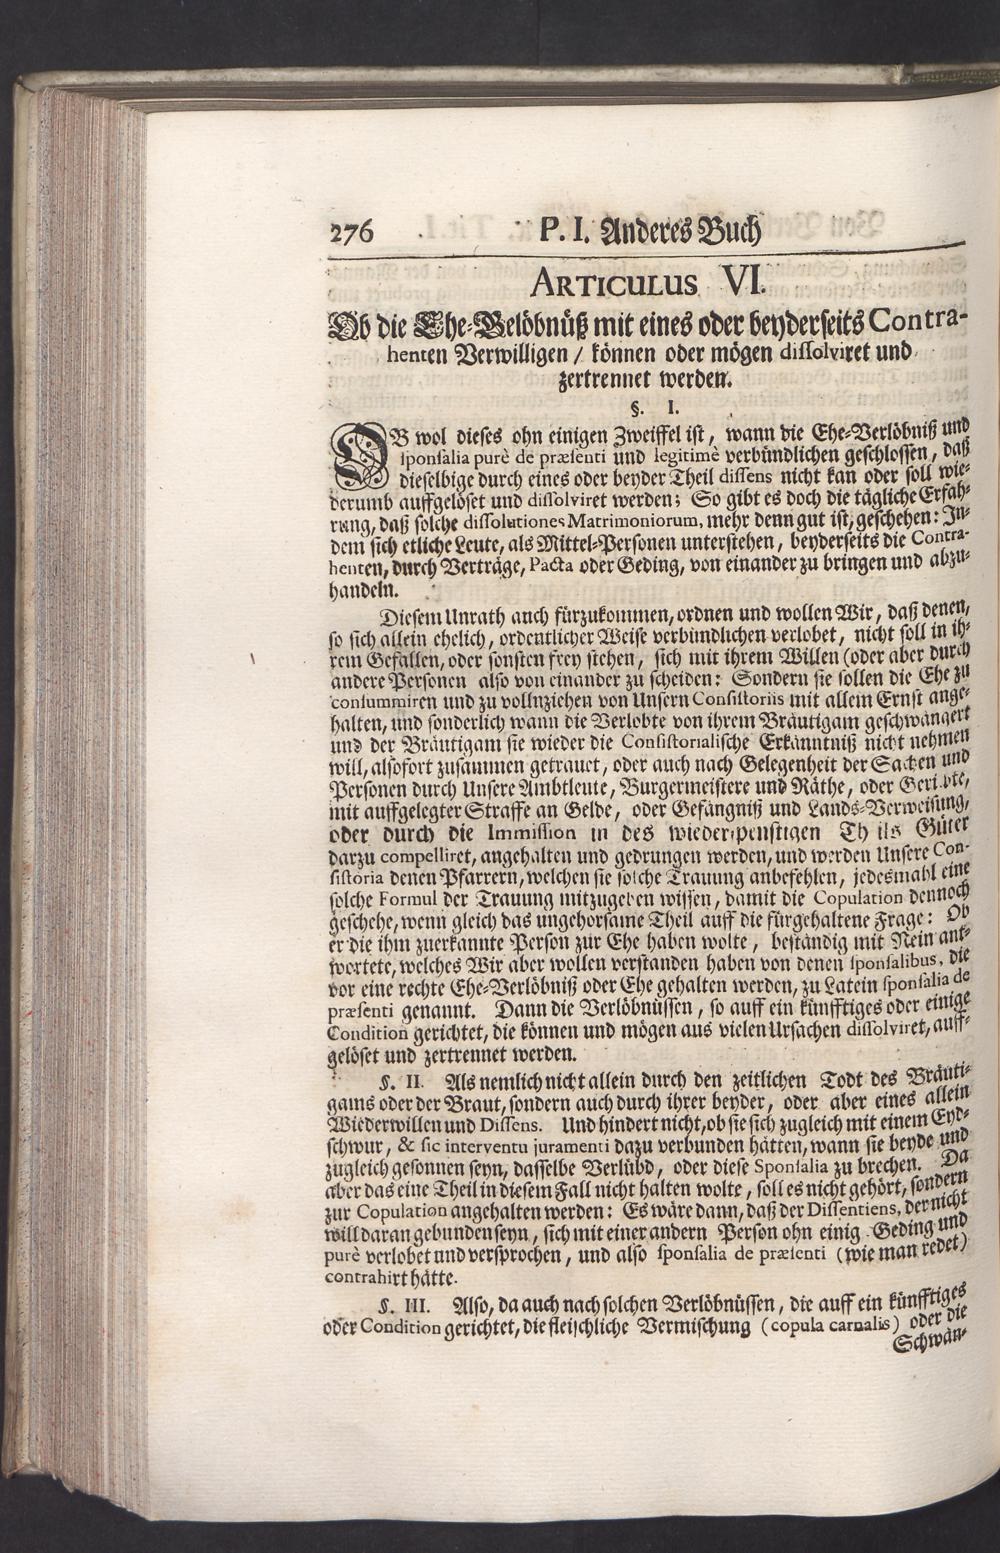 276 P. I. Anderes Buch
ARTICULUS VI.
Ob die Ehe-Gelöbnüß mit eines oder beyderseits Contra-
henten Verwilligen / können oder mögen dissolviret und
zertrennet werden.
§. I.
OB wol dieses ohn einigen Zweiffel ist, wann die Ehe-Verlöbniß und
sponsalia purè de præsenti und legitimè verbündlichen geschlossen, daß
dieselbige durch eines oder beyder Theil dissens nicht kan oder soll wie-
derumb auffgelöset und dissolviret werden; So gibt es doch die tägliche Erfah-
rung, daß solche dissolutiones Matrimoniorum, mehr denn gut ist, geschehen: In-
dem sich etliche Leute, als Mittel-Personen unterstehen, beyderseits die Contra-
henten, durch Verträge, Pacta oder Geding, von einander zu bringen und abzu-
handeln.
Diesem Unrath auch fürzukommen, ordnen und wollen Wir, daß denen,
so sich allein ehelich, ordentlicher Weise verbündlichen verlobet, nicht soll in ih-
rem Gefallen, oder sonsten frey stehen, sich mit ihrem Willen (oder aber durch
andere Personen also von einander zu scheiden: Sondern sie sollen die Ehe zu
consummiren und zu vollnziehen von Unsern Consistoriis mit allem Ernst ange-
halten, und sonderlich wann die Verlobte von ihrem Bräutigam geschwängert
und der Bräutigam sie wieder die Consistorialische Erkänntniß nicht nehmen
will, alsofort zusammen getrauet, oder auch nach Gelegenheit der Sachen und
Personen durch Unsere Ambtleute, Burgermeistere und Räthe, oder Gerichte,
mit auffgelegter Straffe an Gelde, oder Gefängniß und Lands-Verweisung,
oder durch die Immission in des wiederspenstigen Theils Güter
darzu compelliret, angehalten und gedrungen werden, und werden Unsere Con-
sistoria denen Pfarrern, welchen sie solche Trauung anbefehlen, jedesmahl eine
solche Formul der Trauung mitzugeben wissen, damit die Copulation dennoch
geschehe, wenn gleich das ungehorsame Theil auff die fürgehaltene Frage: Ob
er die ihm zuerkannte Person zur Ehe haben wolte, beständig mit Nein ant-
wortete, welches Wir aber wollen verstanden haben von denen sponsalibus, die
vor eine rechte Ehe-Verlöbniß oder Ehe gehalten werden, zu Latein sponsalia de
præsenti genannt. Dann die Verlöbnüssen, so auff ein künfftiges oder einige
Condition gerichtet, die können und mögen aus vielen Ursachen dissolviret, auff-
gelöset und zertrennet werden.
§. II. Als nemlich nicht allein durch den zeitlichen Todt des Bräuti-
gams oder der Braut, sondern auch durch ihrer beyder, oder aber eines allein
Wiederwillen und Dissens. Und hindert nicht, ob sie sich zugleich mit einem Eyd-
schwur, & sic interventu juramenti dazu verbunden hätten, wann sie beyde und
zugleich gesonnen seyn, dasselbe Verlübd, oder diese Sponsalia zu brechen. Da
aber das eine Theil in diesem Fall nicht halten wolte, soll es nicht gehört, sondern
zur Copulation angehalten werden: Es wäre dann, daß der Dissentiens, der nicht
will daran gebunden seyn, sich mit einer andern Person ohn einig Geding und
purè verlobet und versprochen, und also sponsalia de præsenti (wie man redet)
contrahirt hätte.
§. III. Also, da auch nach solchen Verlöbnüssen, die auff ein künfftiges
oder Condition gerichtet, die fleischliche Vermischung (copula carnalis) oder die
Schwän-